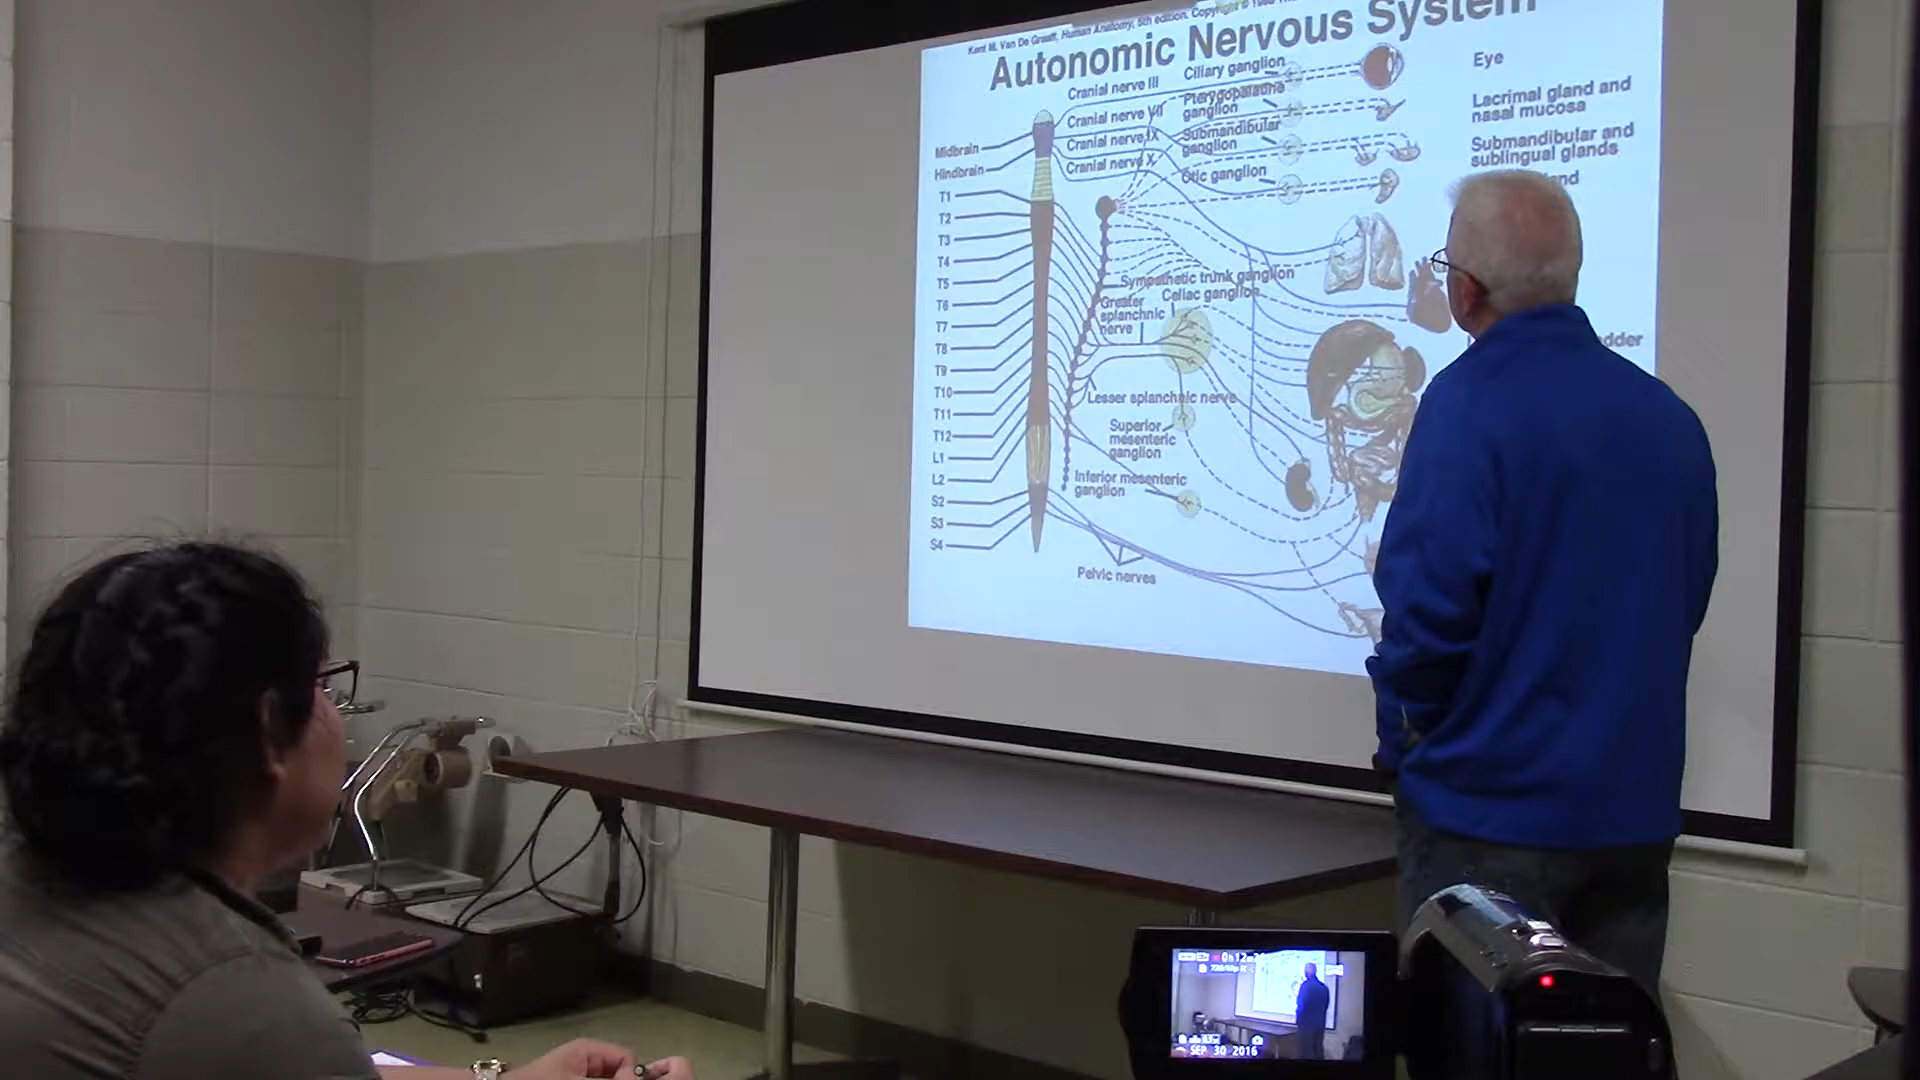 Kent M. Van De Graaff, Human Anatomy, 5th edition. Copyright ©
Autonomic Nervous System
Cranial nerve III
Ciliary ganglion
Eye
Cranial nerve VII
Pterygopalatine
ganglion
Lacrimal gland and
nasal mucosa
Cranial nerve IX
Submandibular
ganglion
Submandibular and
sublingual glands
Cranial nerve X
Otic ganglion
Midbrain
Hindbrain
T1
T2
T3
T4
T5
T6
T7
T8
T9
T10
T11
T12
L1
L2
S2
S3
S4
Sympathetic trunk ganglion
Celiac ganglion
Greater
splanchnic
nerve
Lesser splanchnic nerve
Superior
mesenteric
ganglion
Inferior mesenteric
ganglion
Pelvic nerves
SEP 30 2016